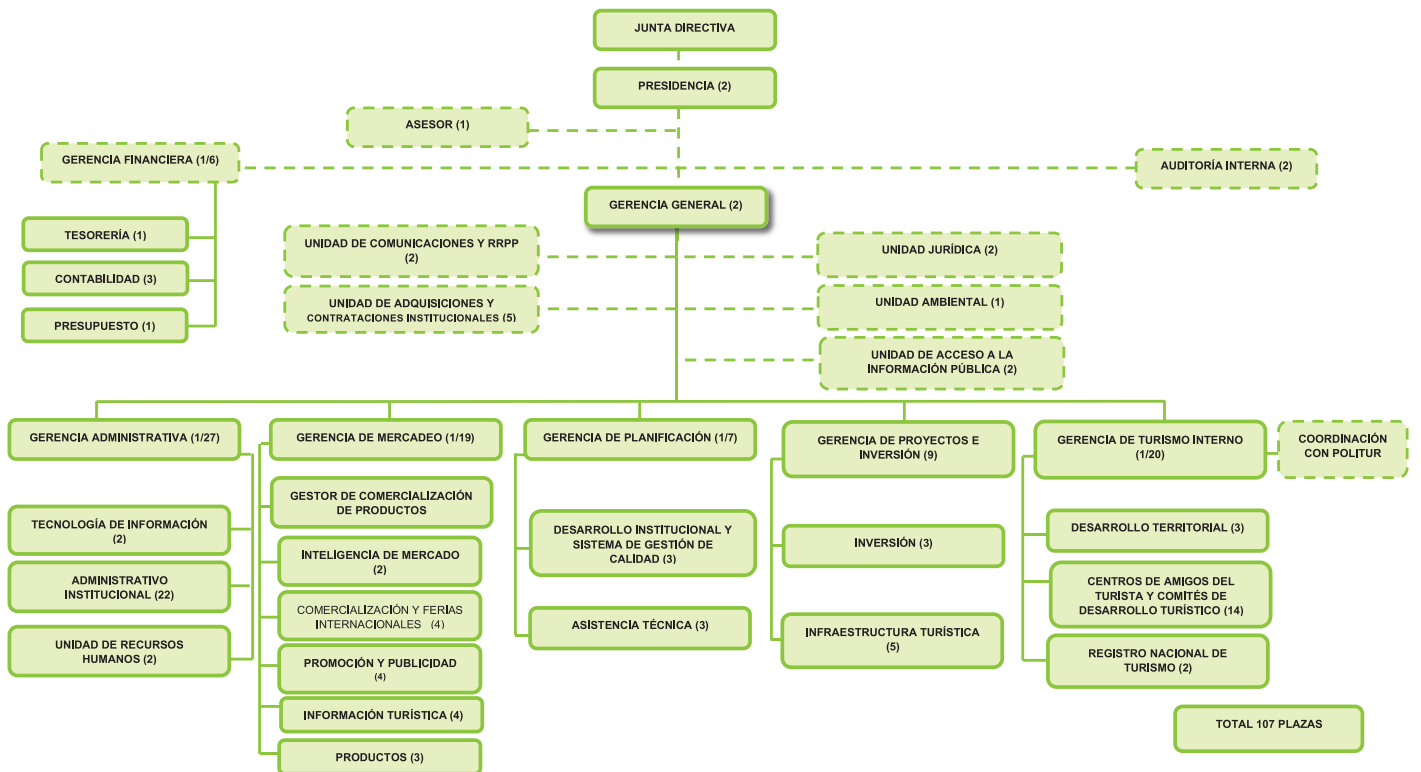 JUNTA DIRECTIVA
PRESIDENCIA (2)
ASESOR (1)
GERENCIA FINANCIERA (1/6)
AUDITORÍA INTERNA (2)
GERENCIA GENERAL (2)
TESORERÍA (1)
CONTABILIDAD (3)
PRESUPUESTO (1)
UNIDAD DE COMUNICACIONES Y RRPP
(2)
UNIDAD JURÍDICA (2)
UNIDAD DE ADQUISICIONES Y
CONTRATACIONES INSTITUCIONALES (5)
UNIDAD AMBIENTAL (1)
UNIDAD DE ACCESO A LA
INFORMACIÓN PÚBLICA (2)
GERENCIA ADMINISTRATIVA (1/27)
TECNOLOGÍA DE INFORMACIÓN
(2)
ADMINISTRATIVO
INSTITUCIONAL (22)
UNIDAD DE RECURSOS
HUMANOS (2)
GERENCIA DE MERCADEO (1/19)
GESTOR DE COMERCIALIZACIÓN
DE PRODUCTOS
INTELIGENCIA DE MERCADO
(2)
COMERCIALIZACIÓN Y FERIAS
INTERNACIONALES (4)
PROMOCIÓN Y PUBLICIDAD
(4)
INFORMACIÓN TURÍSTICA (4)
PRODUCTOS (3)
GERENCIA DE PLANIFICACIÓN (1/7)
DESARROLLO INSTITUCIONAL Y
SISTEMA DE GESTIÓN DE
CALIDAD (3)
ASISTENCIA TÉCNICA (3)
GERENCIA DE PROYECTOS E
INVERSIÓN (9)
INVERSIÓN (3)
INFRAESTRUCTURA TURÍSTICA
(5)
GERENCIA DE TURISMO INTERNO
(1/20)
COORDINACIÓN
CON POLITUR
DESARROLLO TERRITORIAL (3)
CENTROS DE AMIGOS DEL
TURISTA Y COMITÉS DE
DESARROLLO TURÍSTICO (14)
REGISTRO NACIONAL DE
TURISMO (2)
TOTAL 107 PLAZAS